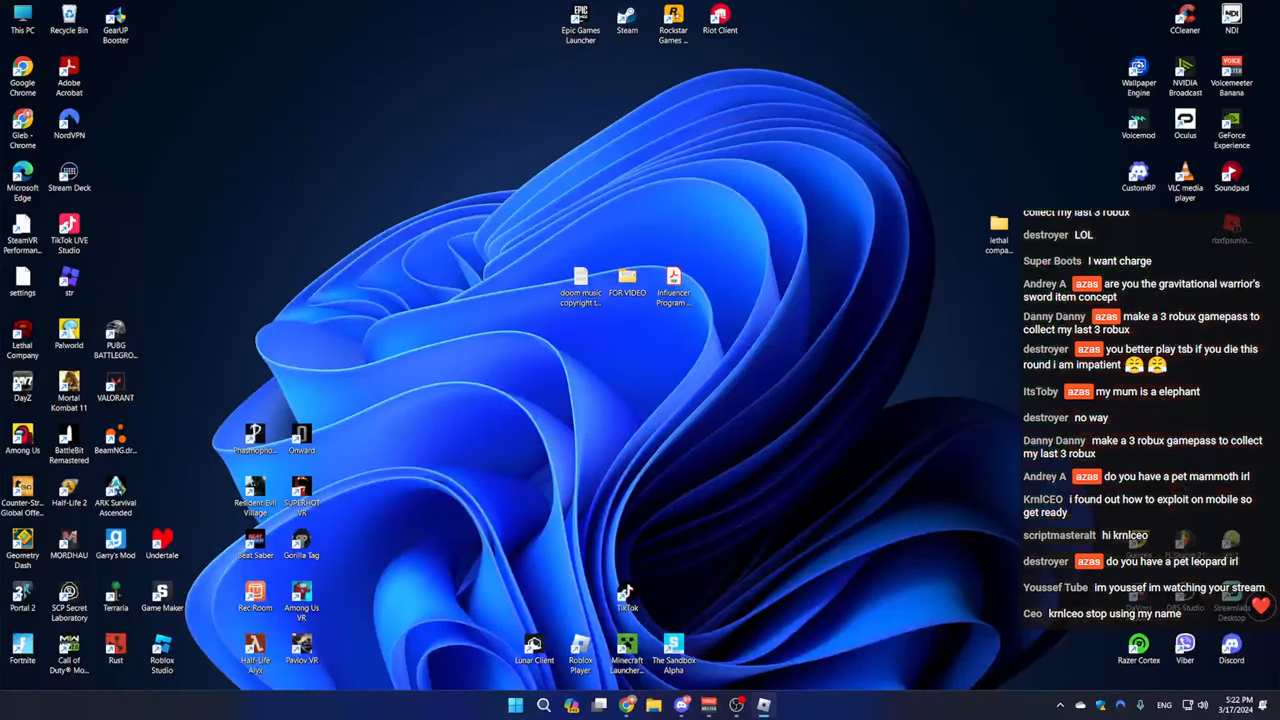 This PC
Recycle Bin
GearUP
Booster
Epic Games
Launcher
Steam
Rockstar
Games ...
Riot Client
CCleaner
NDI
Google
Chrome
Adobe
Acrobat
Wallpaper
Engine
NVIDIA
Broadcast
Voicemeeter
Banana
Gleb -
Chrome
NordVPN
Voicemod
Oculus
GeForce
Experience
Microsoft
Edge
Stream Deck
CustomRP
VLC media
player
Soundpad
SteamVR
Performan...
TikTok LIVE
Studio
lethal
compa...
rbxfpsunlo...
settings
str
doom music
copyright t...
FOR VIDEO
Influencer
Program ...
Lethal
Company
Palworld
PUBG
BATTLEGRO...
DayZ
Mortal
Kombat 11
VALORANT
Among Us
BattleBit
Remastered
BeamNG.dr...
Phasmopho...
Onward
Counter-Str...
Global Offe...
Half-Life 2
ARK Survival
Ascended
Resident Evil
Village
SUPERHOT
VR
Geometry
Dash
MORDHAU
Garry's Mod
Undertale
Beat Saber
Gorilla Tag
Portal 2
SCP Secret
Laboratory
Terraria
Game Maker
Rec Room
Among Us
VR
TikTok
Fortnite
Call of
Duty® Mo...
Rust
Roblox
Studio
Half-Life
Alyx
Pavlov VR
Lunar Client
Roblox
Player
Minecraft
Launcher...
The Sandbox
Alpha
Razer Cortex
Viber
Discord
collect my last 3 robux
destroyer LOL
Super Boots I want charge
Andrey A azas are you the gravitational warrior's
sword item concept
Danny Danny azas make a 3 robux gamepass to
collect my last 3 robux
destroyer azas you better play tsb if you die this
round i am impatient 😤 😤
ItsToby azas my mum is a elephant
destroyer no way
Danny Danny make a 3 robux gamepass to collect
my last 3 robux
Andrey A azas do you have a pet mammoth irl
KrnlCEO i found out how to exploit on mobile so
get ready
scriptmasteralt hi krnlceo
destroyer azas do you have a pet leopard irl
Youssef Tube im youssef im watching your stream
OBS Studio
Streamlabs
Desktop
Ceo krnlceo stop using my name
ENG
5:22 PM
3/17/2024